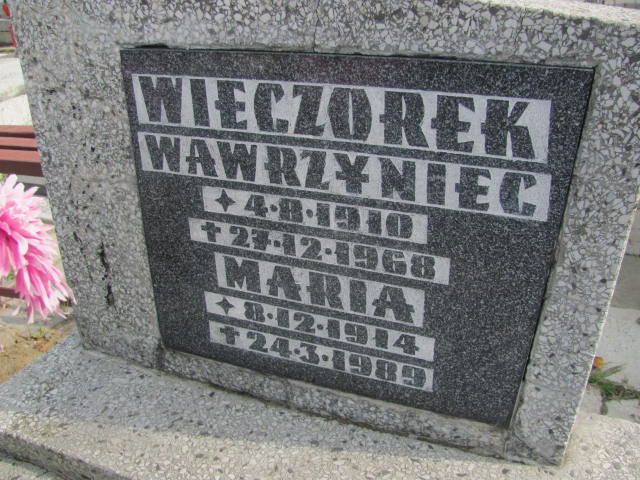 WIECZOREK
WAWRZYNIEC
✦ 4·8·1910
✝ 27·12·1968
MARIA
✦ 8·12·1914
✝ 24·3·1989